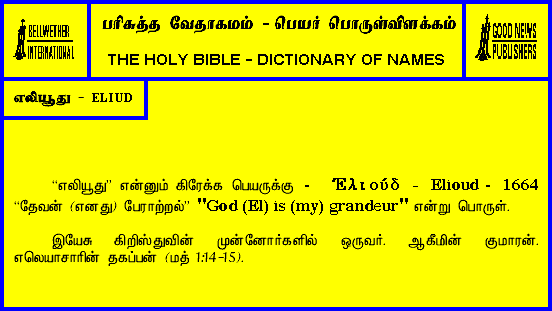 BELLWETHER
INTERNATIONAL
பரிசுத்த வேதாகமம் - பெயர் பொருள்விளக்கம்
THE HOLY BIBLE - DICTIONARY OF NAMES
GOOD NEWS
PUBLISHERS
எலியூது - ELIUD
“எலியூது” என்னும் கிரேக்க பெயருக்கு - Ἐλιούδ - Elioud - 1664
“தேவன் (எனது) பேராற்றல்” "God (El) is (my) grandeur" என்று பொருள்.
இயேசு கிறிஸ்துவின் முன்னோர்களில் ஒருவர். ஆகீமின் குமாரன்.
எலெயாசாரின் தகப்பன் (மத் 1:14-15).